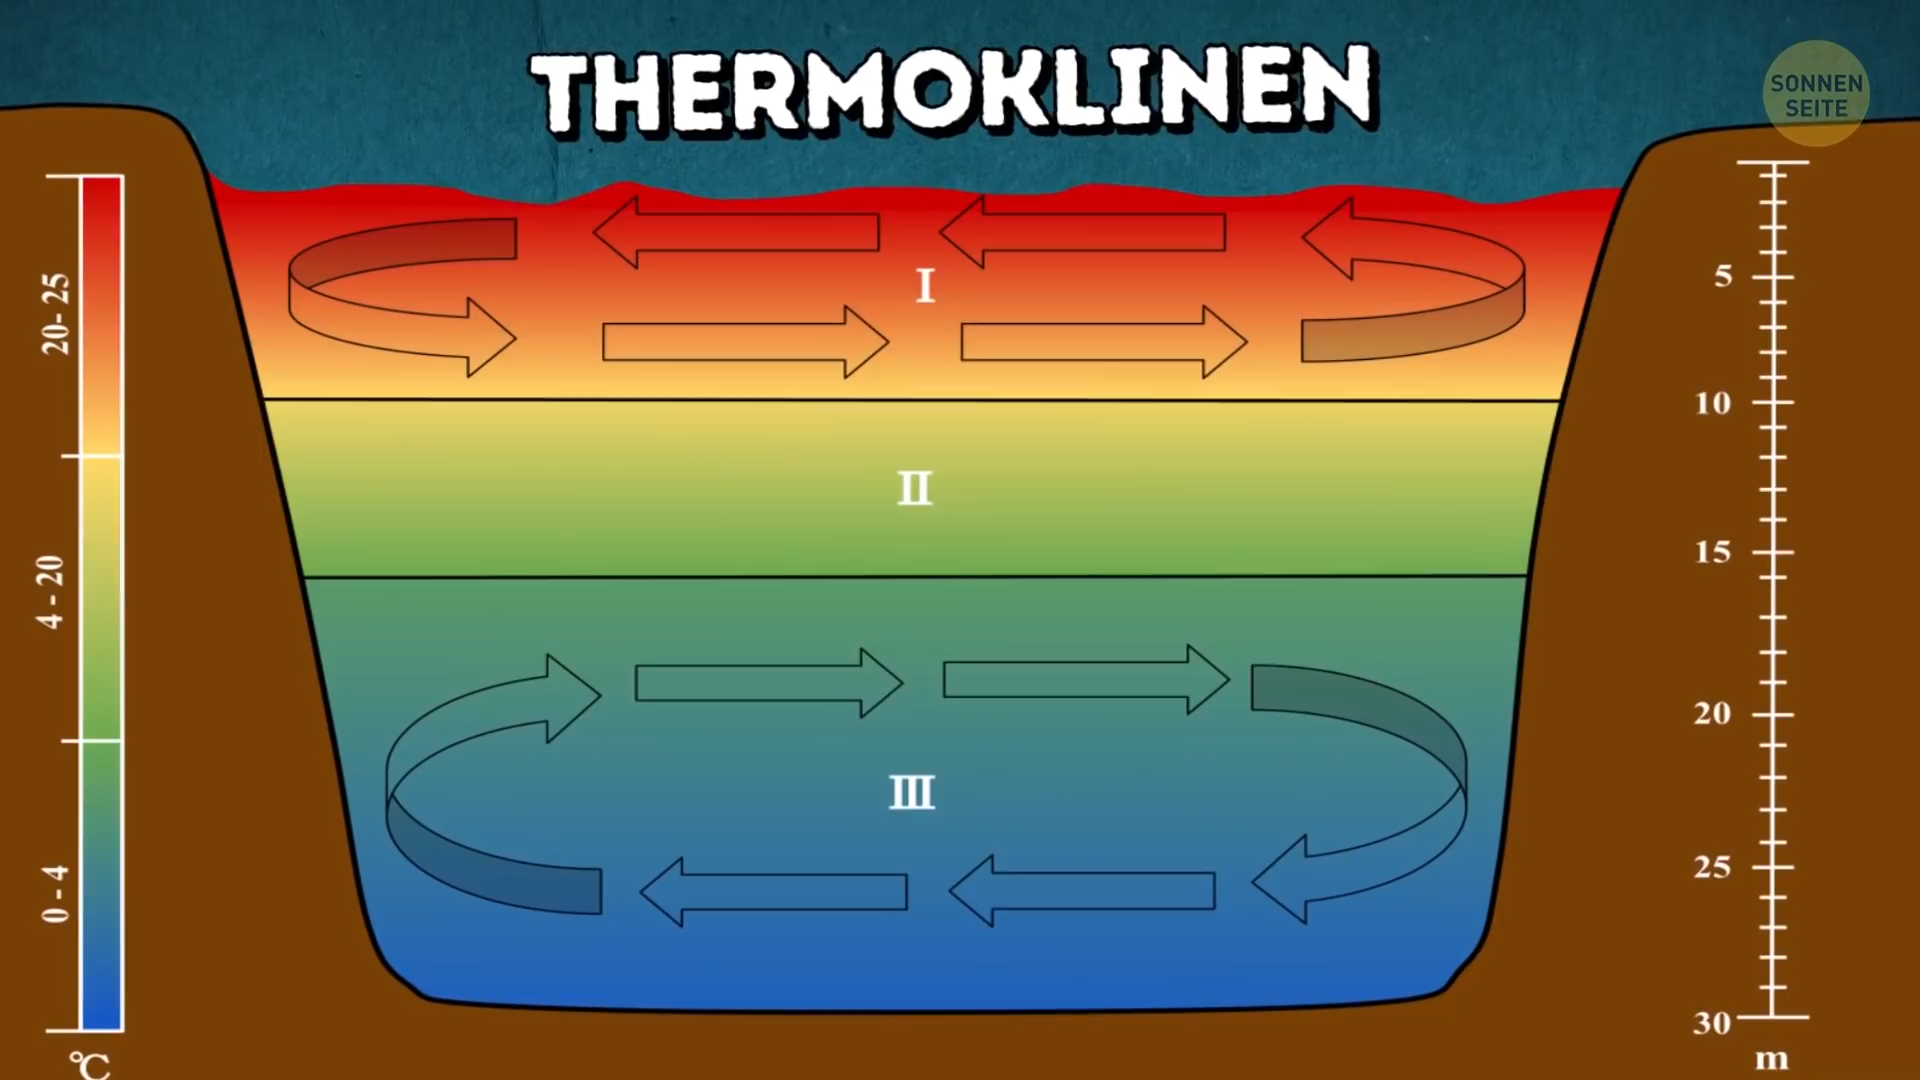 THERMOKLINEN
SONNEN
SEITE
20-25
4-20
0-4
°C
I
II
III
5
10
15
20
25
30
m